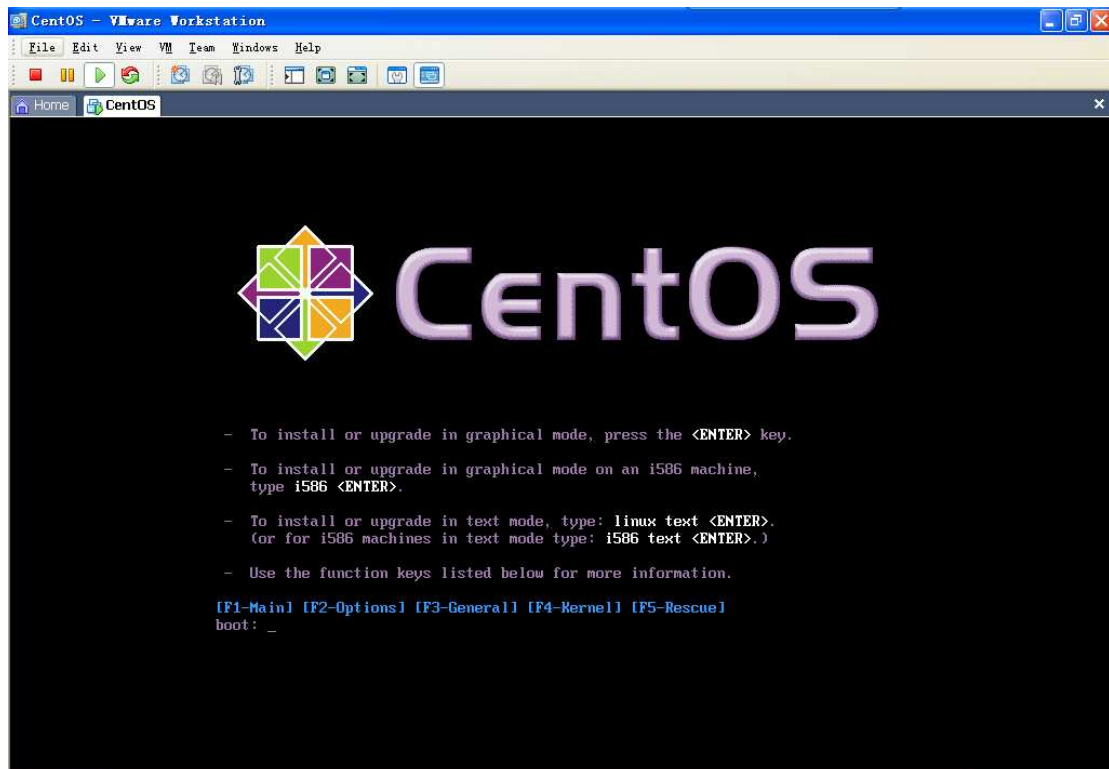 CentOS - VMware Workstation
File Edit View VM Team Windows Help
Home CentOS
CentOS
- To install or upgrade in graphical mode, press the <ENTER> key.
- To install or upgrade in graphical mode on an i586 machine,
type i586 <ENTER>.
- To install or upgrade in text mode, type: linux text <ENTER>.
(or for i586 machines in text mode type: i586 text <ENTER>.)
- Use the function keys listed below for more information.
[F1-Main] [F2-Options] [F3-General] [F4-Kernel] [F5-Rescue]
boot: _